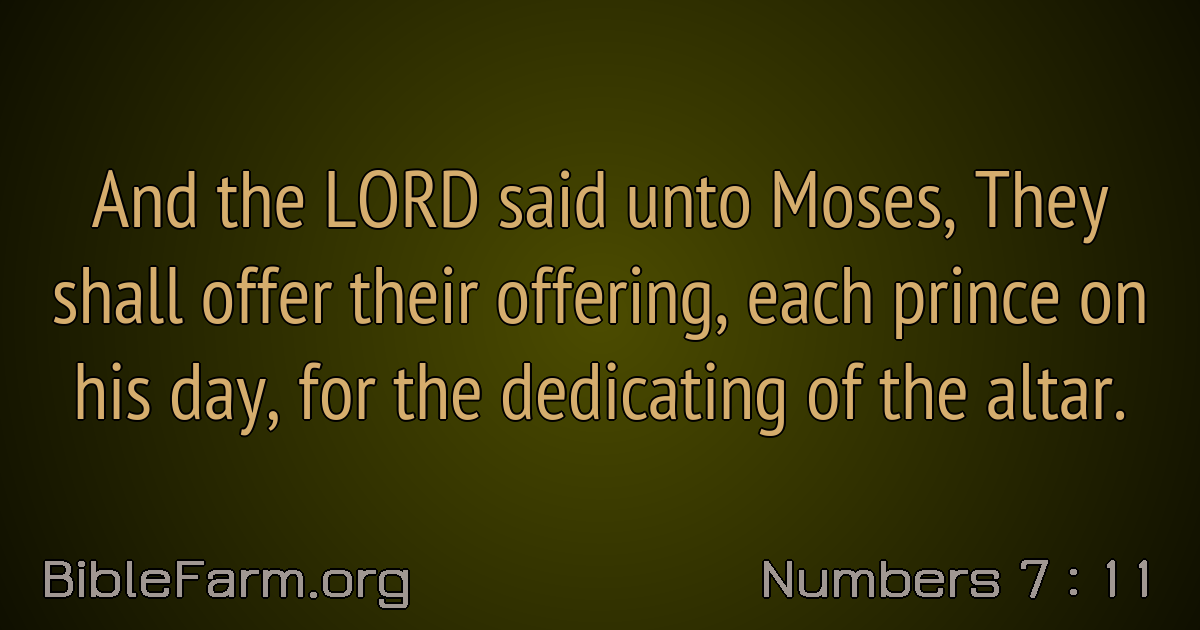 And the LORD said unto Moses, They
shall offer their offering, each prince on
his day, for the dedicating of the altar.
BibleFarm.org
Numbers 7 : 11